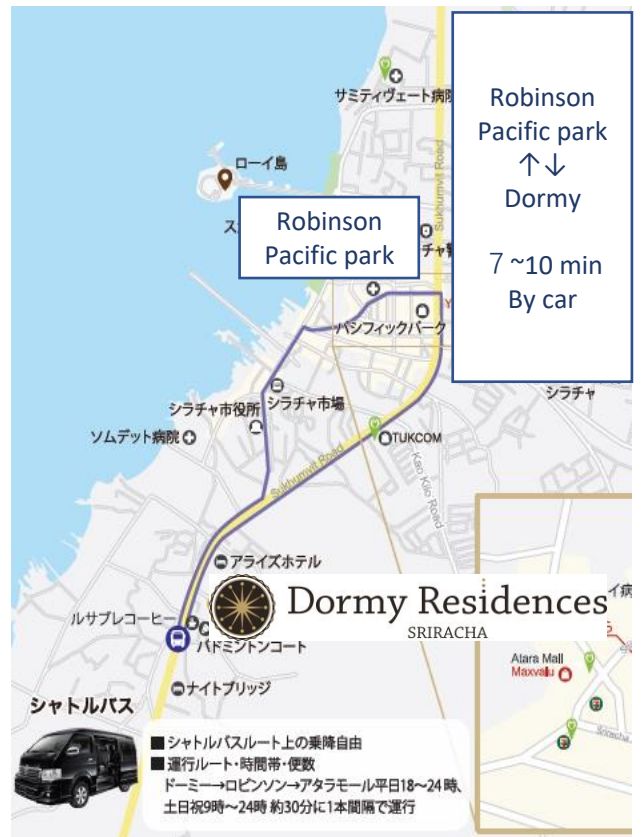 サミティヴェート病院
Robinson
Pacific park
↑↓
Dormy
7 ~10 min
By car
Sukhumvit Road
ローイ島
Robinson
Pacific park
パシフィックパーク
シラチャ
シラチャ市場
シラチャ市役所
ソムデット病院
TUKCOM
Sukhumvit Road
Kao Kilo Road
アライズホテル
Dormy Residences
SRIRACHA
ルサブレコーヒー
バドミントンコート
Atara Mall
Maxvalu
ナイトブリッジ
シャトルバス
■シャトルバスルート上の乗降自由
■運行ルート・時間帯・便数
ドーミー→ロビンソン→アタラモール平日18～24時、
土日祝9時～24時 約30分に1本間隔で運行